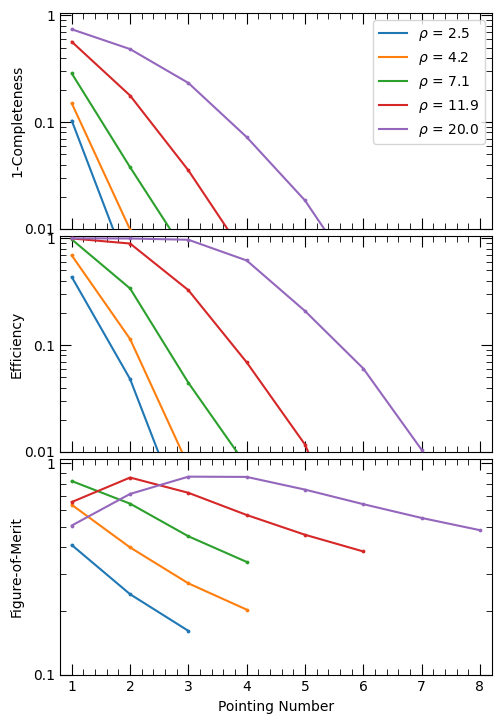 1
0.1
0.01
1-Completeness
ρ = 2.5
ρ = 4.2
ρ = 7.1
ρ = 11.9
ρ = 20.0
1
0.1
0.01
Efficiency
1
0.1
Figure-of-Merit
1 2 3 4 5 6 7 8
Pointing Number